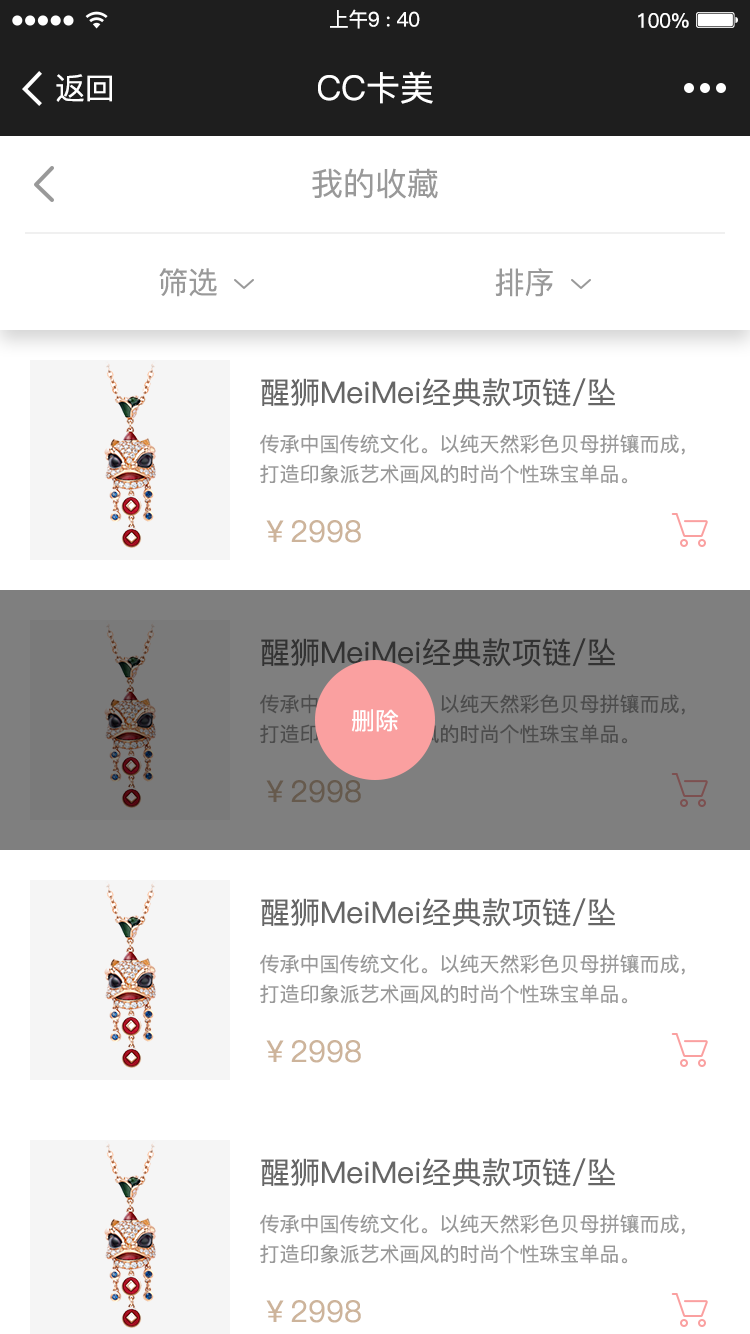 上午9 : 40
100%
返回
CC卡美
我的收藏
筛选
排序
醒狮MeiMei经典款项链/坠
传承中国传统文化。以纯天然彩色贝母拼镶而成，
打造印象派艺术画风的时尚个性珠宝单品。
¥ 2998
醒狮MeiMei经典款项链/坠
传承中 以纯天然彩色贝母拼镶而成，
删除
打造印 风的时尚个性珠宝单品。
¥ 2998
醒狮MeiMei经典款项链/坠
传承中国传统文化。以纯天然彩色贝母拼镶而成，
打造印象派艺术画风的时尚个性珠宝单品。
¥ 2998
醒狮MeiMei经典款项链/坠
传承中国传统文化。以纯天然彩色贝母拼镶而成，
打造印象派艺术画风的时尚个性珠宝单品。
¥ 2998